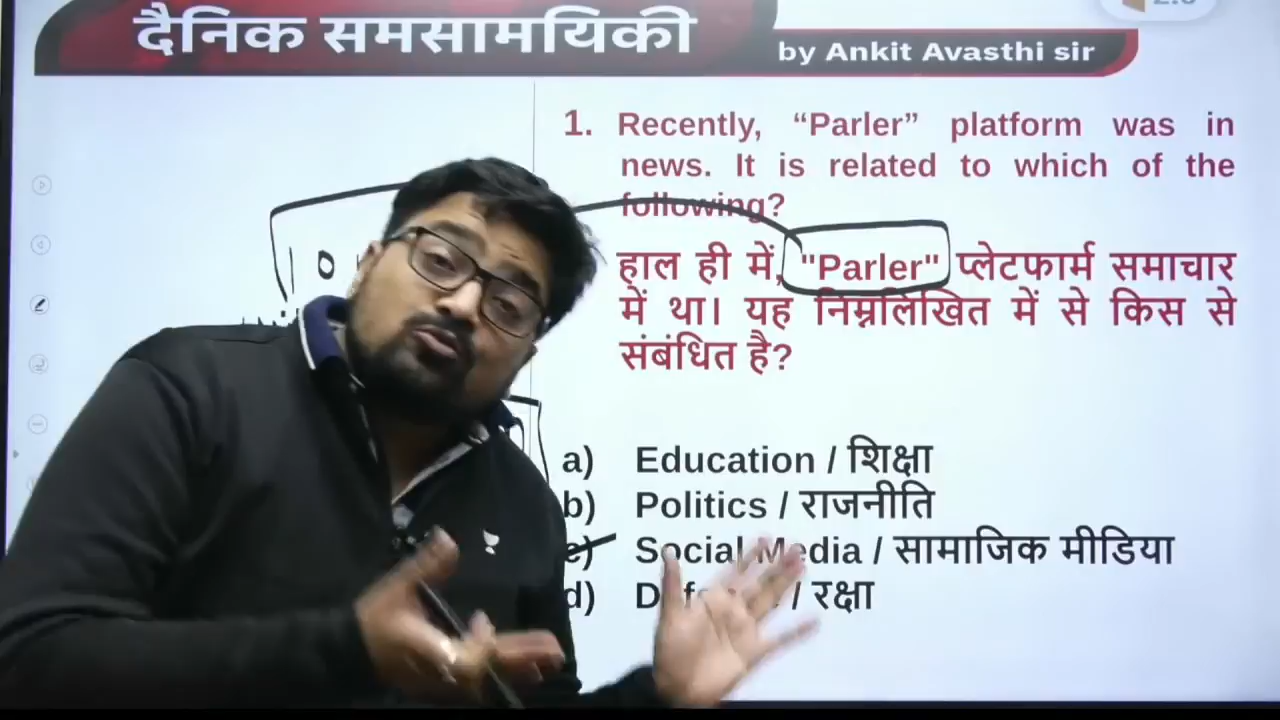 दैनिक समसामयिकी
by Ankit Avasthi sir
1. Recently, “Parler” platform was in
news. It is related to which of the
following?
हाल ही में, "Parler" प्लेटफार्म समाचार
में था। यह निम्नलिखित में से किस से
संबंधित है?
a) Education / शिक्षा
b) Politics / राजनीति
c) Social Media / सामाजिक मीडिया
d) / रक्षा